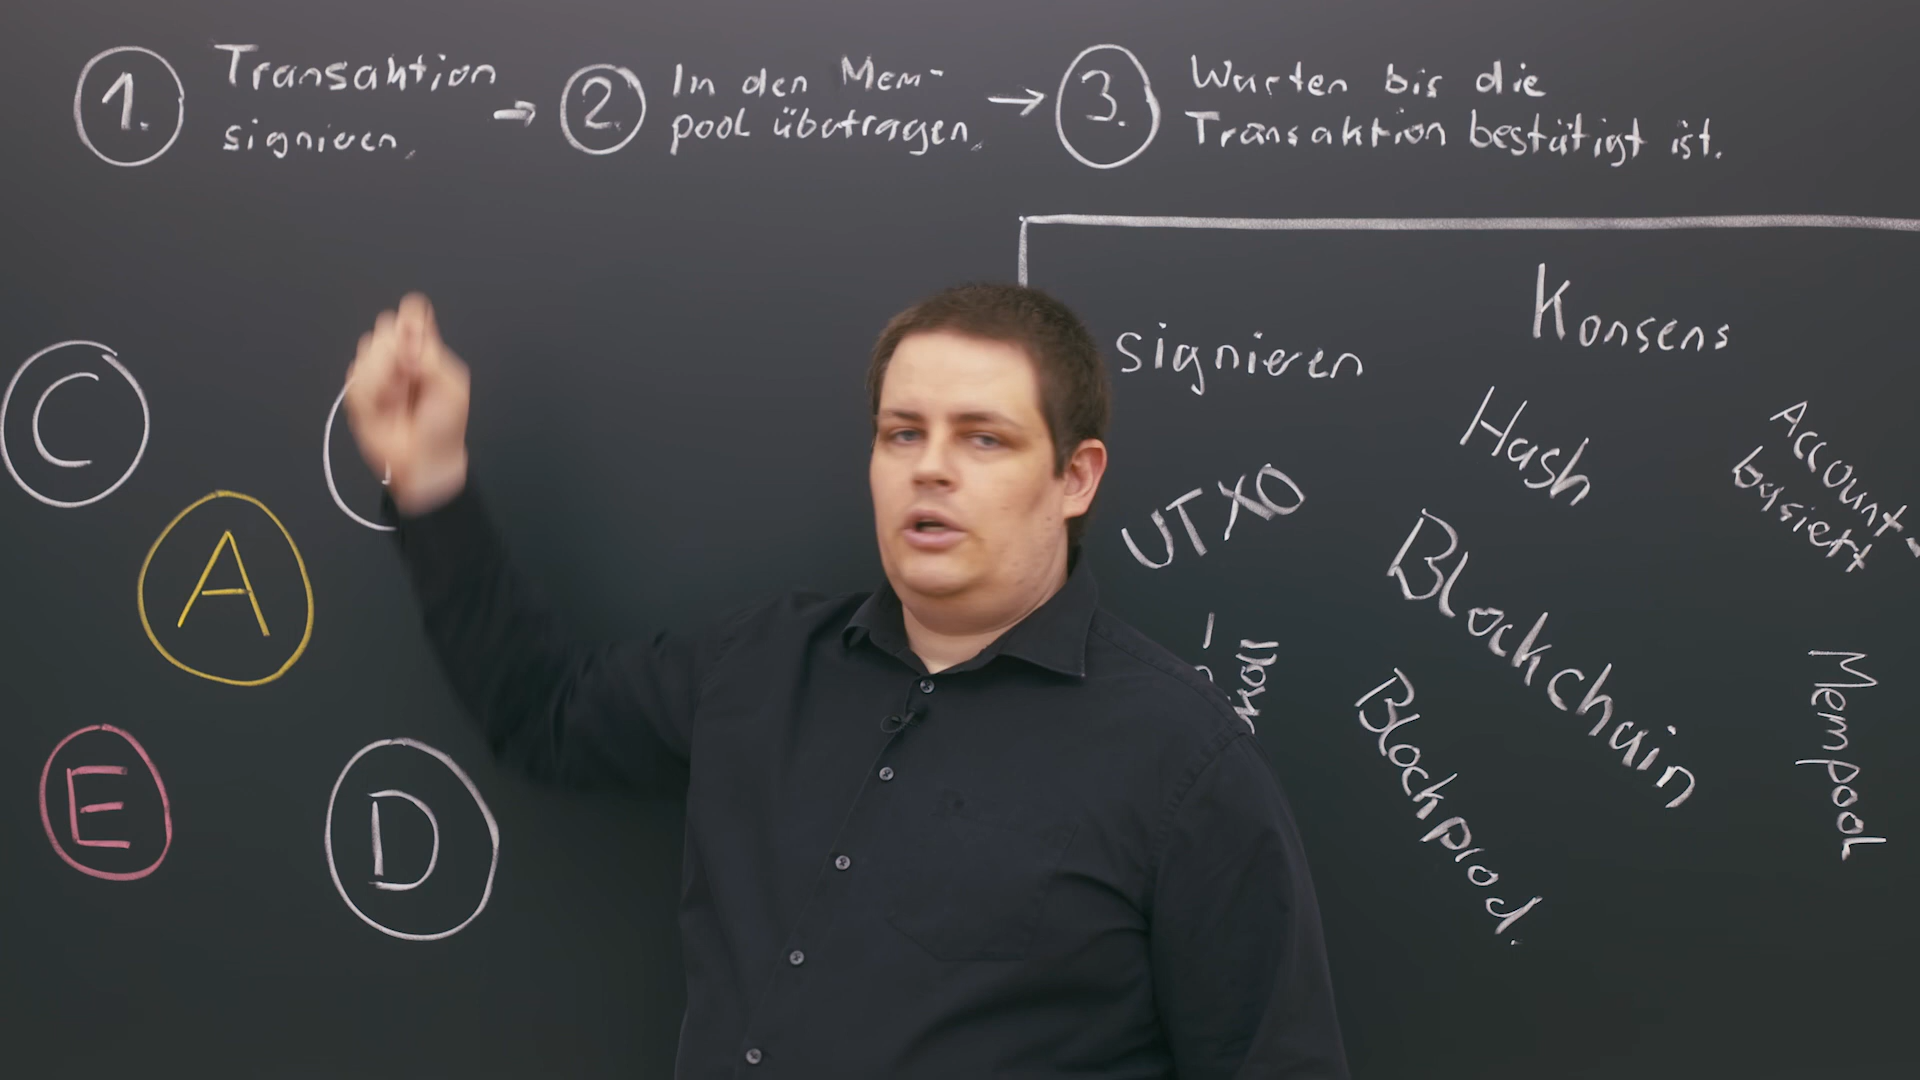 1. Transaktion
signieren.
→ 2. In den Mem-
pool übertragen.
→ 3. Warten bis die
Transaktion bestätigt ist.
Konsens
signieren
Hash
Account-
basiert
UTXO
Blockchain
Blockprod.
Mempool
C
A
E
D